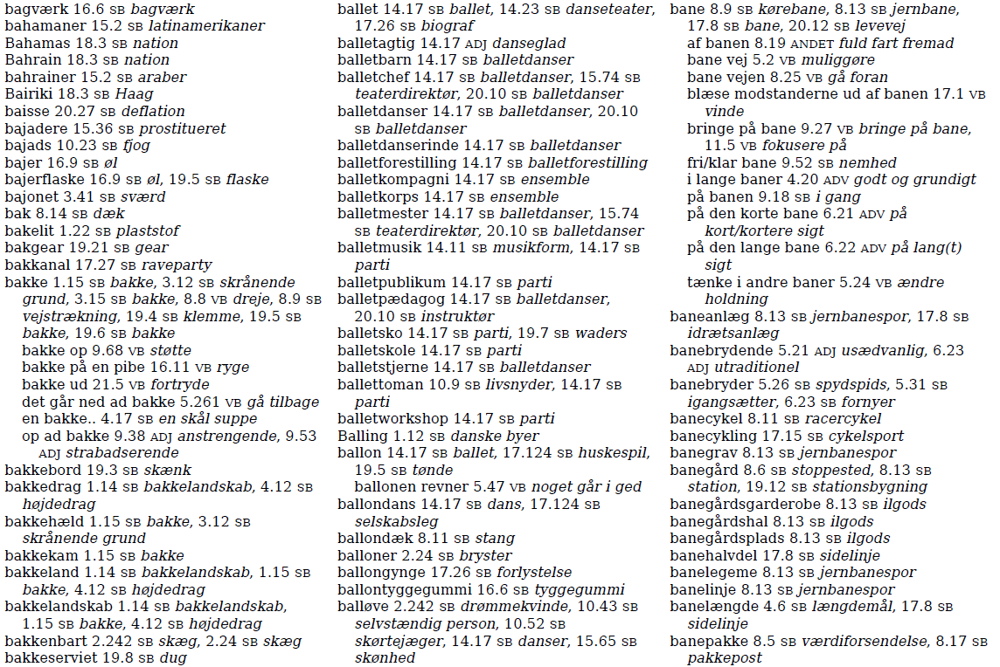 bagværk 16.6 SB bagværk
bahamaner 15.2 SB latinamerikaner
Bahamas 18.3 SB nation
Bahrain 18.3 SB nation
bahrainer 15.2 SB araber
Bairiki 18.3 SB Haag
baisse 20.27 SB deflation
bajadere 15.36 SB prostitueret
bajads 10.23 SB fjog
bajer 16.9 SB øl
bajerflaske 16.9 SB øl, 19.5 SB flaske
bajonet 3.41 SB sværd
bak 8.14 SB dæk
bakelit 1.22 SB plaststof
bakgear 19.21 SB gear
bakkanal 17.27 SB raveparty
bakke 1.15 SB bakke, 3.12 SB skrånende
grund, 3.15 SB bakke, 8.8 VB dreje, 8.9 SB
vejstrækning, 19.4 SB klemme, 19.5 SB
bakke, 19.6 SB bakke
bakke op 9.68 VB støtte
bakke på en pibe 16.11 VB ryge
bakke ud 21.5 VB fortryde
det går ned ad bakke 5.261 VB gå tilbage
en bakke.. 4.17 SB en skål suppe
op ad bakke 9.38 ADJ anstrengende, 9.53
ADJ strabadserende
bakkebord 19.3 SB skænk
bakkedrag 1.14 SB bakkelandskab, 4.12 SB
højdedrag
bakkehæld 1.15 SB bakke, 3.12 SB
skrånende grund
bakkekam 1.15 SB bakke
bakkeland 1.14 SB bakkelandskab, 1.15 SB
bakke, 4.12 SB højdedrag
bakkelandskab 1.14 SB bakkelandskab,
1.15 SB bakke, 4.12 SB højdedrag
bakkenbart 2.242 SB skæg, 2.24 SB skæg
bakkeserviet 19.8 SB dug
ballet 14.17 SB ballet, 14.23 SB danseteater,
17.26 SB biograf
balletagtig 14.17 ADJ danseglad
balletbarn 14.17 SB balletdanser
balletchef 14.17 SB balletdanser, 15.74 SB
teaterdirektør, 20.10 SB balletdanser
balletdanser 14.17 SB balletdanser, 20.10
SB balletdanser
balletdanserinde 14.17 SB balletdanser
balletforestilling 14.17 SB balletforestilling
balletkompagni 14.17 SB ensemble
balletkorps 14.17 SB ensemble
balletmester 14.17 SB balletdanser, 15.74
SB teaterdirektør, 20.10 SB balletdanser
balletmusik 14.11 SB musikform, 14.17 SB
parti
balletpublikum 14.17 SB parti
balletpædagog 14.17 SB balletdanser,
20.10 SB instruktør
balletsko 14.17 SB parti, 19.7 SB waders
balletskole 14.17 SB parti
balletstjerne 14.17 SB balletdanser
ballettoman 10.9 SB livsnyder, 14.17 SB
parti
balletworkshop 14.17 SB parti
Balling 1.12 SB danske byer
ballon 14.17 SB ballet, 17.124 SB huskespil,
19.5 SB tønde
ballonen revner 5.47 VB noget går i ged
ballondans 14.17 SB dans, 17.124 SB
selskabsleg
ballondæk 8.11 SB stang
balloner 2.24 SB bryster
ballongynge 17.26 SB forlystelse
ballontyggegummi 16.6 SB tyggegummi
balløve 2.242 SB drømmekvinde, 10.43 SB
selvstændig person, 10.52 SB
skørtejæger, 14.17 SB danser, 15.65 SB
skønhed
bane 8.9 SB kørebane, 8.13 SB jernbane,
17.8 SB bane, 20.12 SB levevej
af banen 8.19 ANDET fuld fart fremad
bane vej 5.2 VB muliggøre
bane vejen 8.25 VB gå foran
blæse modstanderne ud af banen 17.1 VB
vinde
bringe på bane 9.27 VB bringe på bane,
11.5 VB fokusere på
fri/klar bane 9.52 SB nemhed
i lange baner 4.20 ADV godt og grundigt
på banen 9.18 SB i gang
på den korte bane 6.21 ADV på
kort/kortere sigt
på den lange bane 6.22 ADV på lang(t)
sigt
tænke i andre baner 5.24 VB ændre
holdning
baneanlæg 8.13 SB jernbanespor, 17.8 SB
idrætsanlæg
banebrydende 5.21 ADJ usædvanlig, 6.23
ADJ utraditionel
banebryder 5.26 SB spydspids, 5.31 SB
igangsætter, 6.23 SB fornyer
banecykel 8.11 SB racercykel
banecykling 17.15 SB cykelsport
banegrav 8.13 SB jernbanespor
banegård 8.6 SB stoppested, 8.13 SB
station, 19.12 SB stationsbygning
banegårdsgarderobe 8.13 SB ilgods
banegårdshal 8.13 SB ilgods
banegårdsplads 8.13 SB ilgods
banehalvdel 17.8 SB sidelinje
banelegeme 8.13 SB jernbanespor
banelinje 8.13 SB jernbanespor
banelængde 4.6 SB længdemål, 17.8 SB
sidelinje
banepakke 8.5 SB værdiforsendelse, 8.17 SB
pakkepost